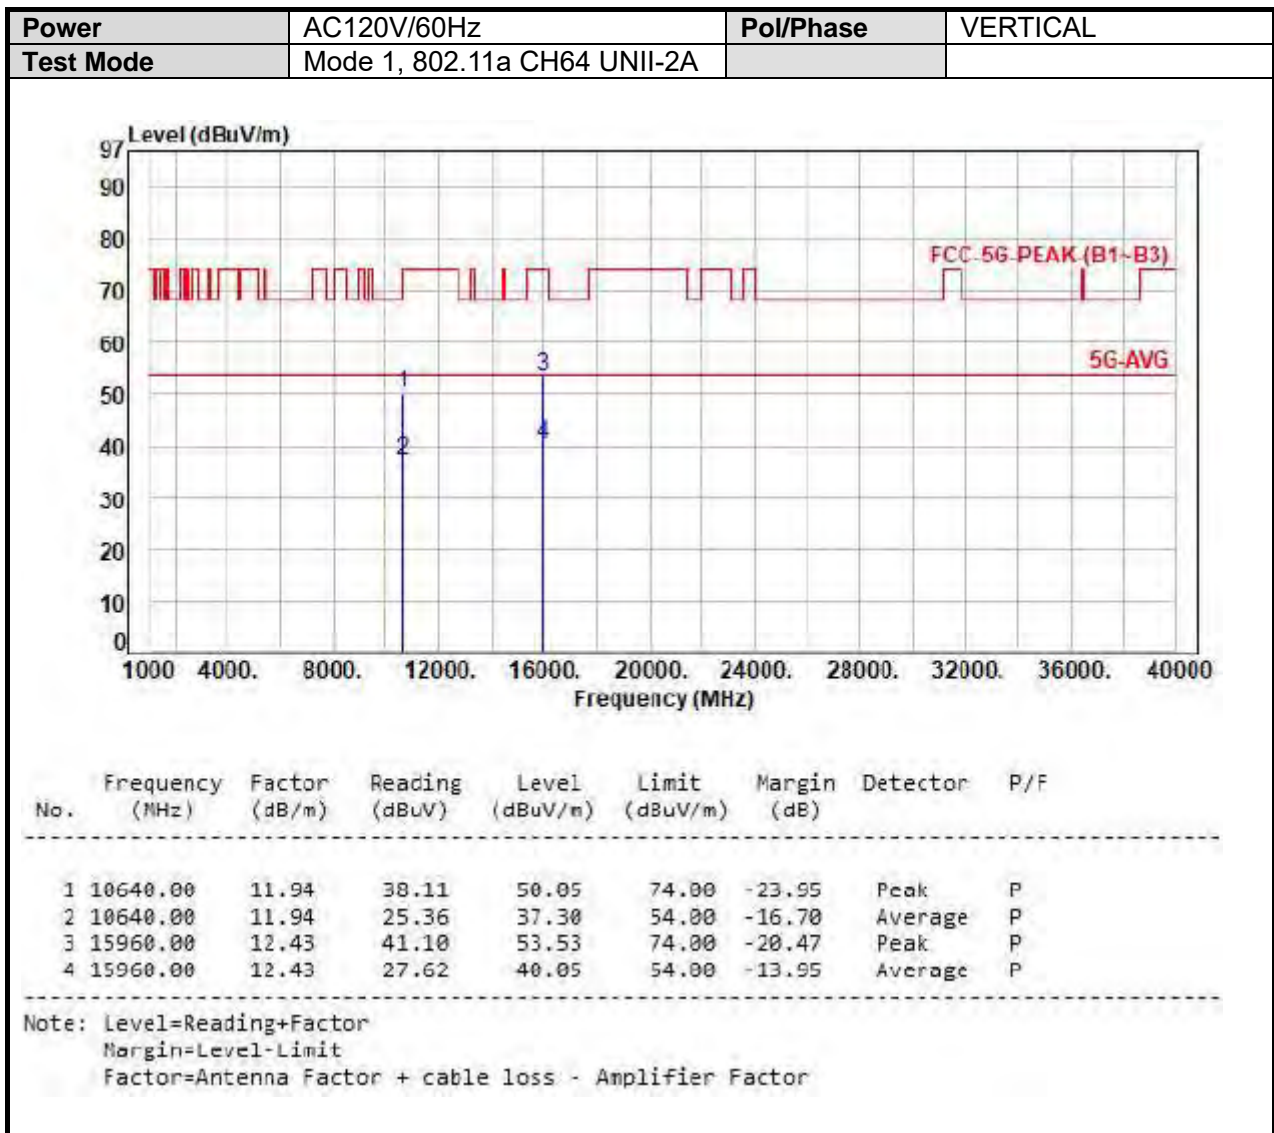 Power AC120V/60Hz Pol/Phase VERTICAL
Test Mode Mode 1, 802.11a CH64 UNII-2A
Level (dBuV/m)
97
90
80
FCC-5G-PEAK (B1~B3)
70
60
3
5G-AVG
1
50
4
2
40
30
20
10
0
1000 4000. 8000. 12000. 16000. 20000. 24000. 28000. 32000. 36000. 40000
Frequency (MHz)
Frequency Factor Reading Level Limit Margin Detector P/F
No. (MHz) (dB/m) (dBuV) (dBuV/m) (dBuV/m) (dB)
1 10640.00 11.94 38.11 50.05 74.00 -23.95 Peak P
2 10640.00 11.94 25.36 37.30 54.00 -16.70 Average P
3 15960.00 12.43 41.10 53.53 74.00 -20.47 Peak P
4 15960.00 12.43 27.62 40.05 54.00 -13.95 Average P
Note: Level=Reading+Factor
Margin=Level-Limit
Factor=Antenna Factor + cable loss - Amplifier Factor